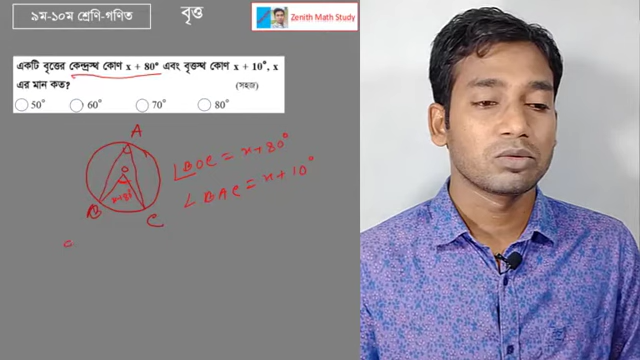 ৯ম-১০ম শ্রেণি-গণিত
বৃত্ত
Zenith Math Study
একটি বৃত্তের কেন্দ্রস্থ কোণ x + 80° এবং বৃত্তস্থ কোণ x + 10°, x
এর মান কত? (সহজ)
50° 60° 70° 80°
A
O
x+80°
B
C
∠BOC = x+80°
∠BAC = x+10°
=